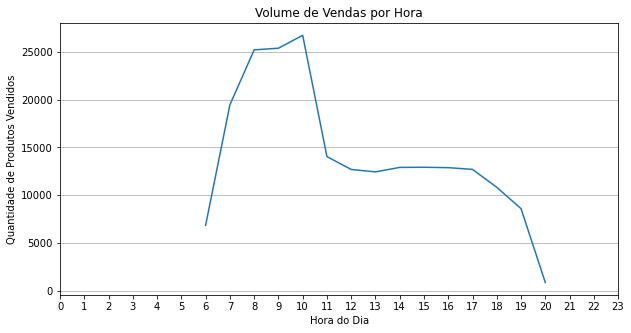 Volume de Vendas por Hora
Quantidade de Produtos Vendidos
25000
20000
15000
10000
5000
0
0 1 2 3 4 5 6 7 8 9 10 11 12 13 14 15 16 17 18 19 20 21 22 23
Hora do Dia